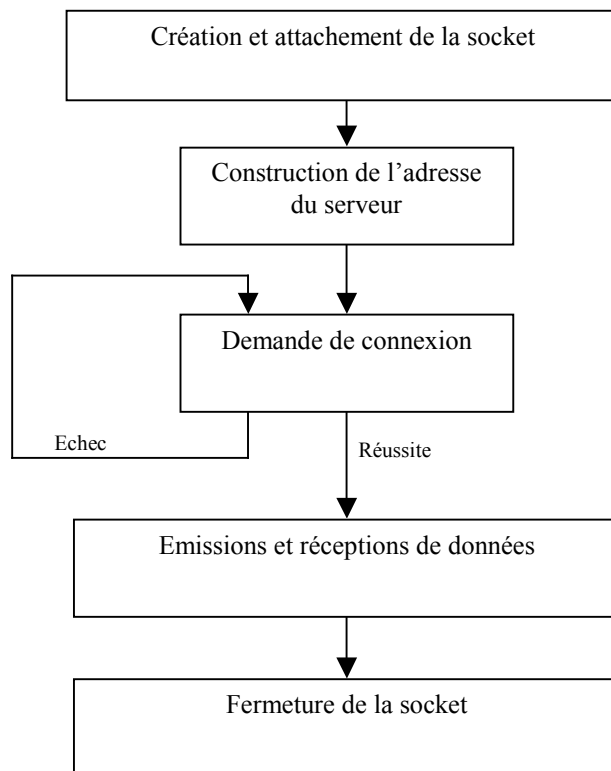 Création et attachement de la socket
Construction de l’adresse
du serveur
Demande de connexion
Echec
Réussite
Emissions et réceptions de données
Fermeture de la socket